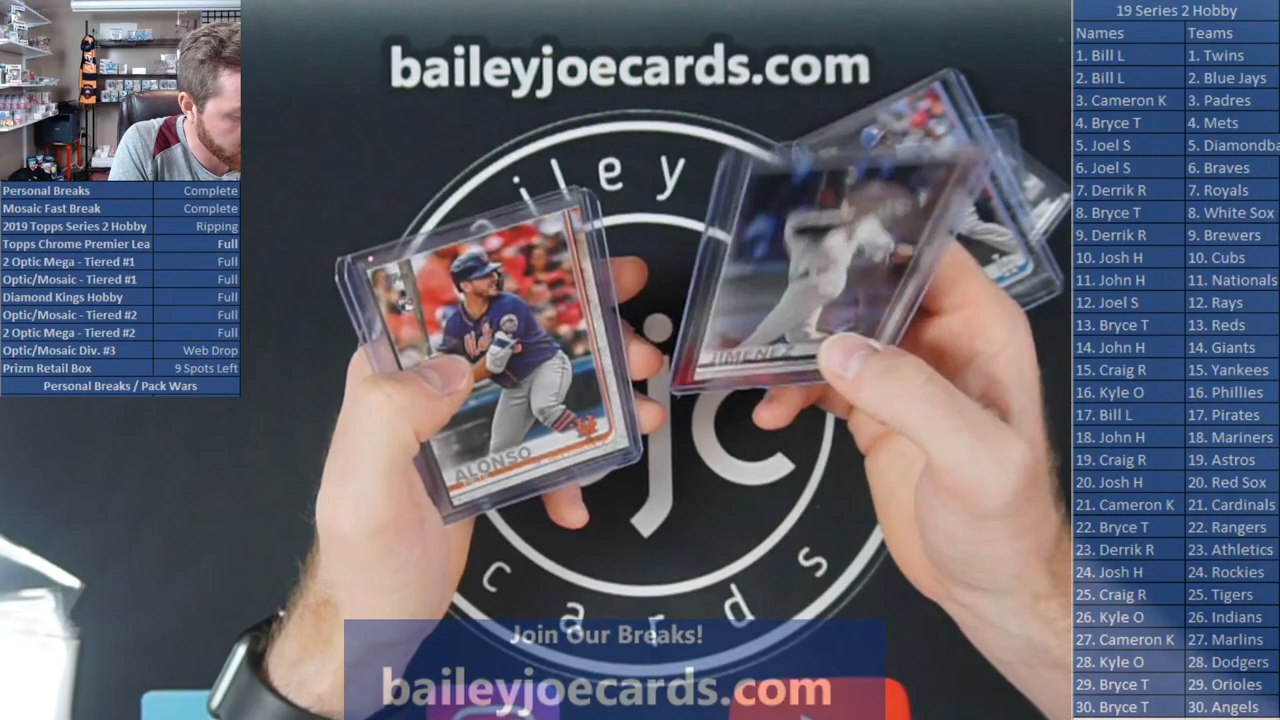 baileyjoecards.com
iley
jc
cards
ALONSO
JIMENEZ
Join Our Breaks!
baileyjoecards.com
Personal Breaks Complete
Mosaic Fast Break Complete
2019 Topps Series 2 Hobby Ripping
Topps Chrome Premier Lea Full
2 Optic Mega - Tiered #1 Full
Optic/Mosaic - Tiered #1 Full
Diamond Kings Hobby Full
Optic/Mosaic - Tiered #2 Full
2 Optic Mega - Tiered #2 Full
Optic/Mosaic Div. #3 Web Drop
Prizm Retail Box 9 Spots Left
Personal Breaks / Pack Wars
19 Series 2 Hobby
Names Teams
1. Bill L 1. Twins
2. Bill L 2. Blue Jays
3. Cameron K 3. Padres
4. Bryce T 4. Mets
5. Joel S 5. Diamondba
6. Joel S 6. Braves
7. Derrik R 7. Royals
8. Bryce T 8. White Sox
9. Derrik R 9. Brewers
10. Josh H 10. Cubs
11. John H 11. Nationals
12. Joel S 12. Rays
13. Bryce T 13. Reds
14. John H 14. Giants
15. Craig R 15. Yankees
16. Kyle O 16. Phillies
17. Bill L 17. Pirates
18. John H 18. Mariners
19. Craig R 19. Astros
20. Josh H 20. Red Sox
21. Cameron K 21. Cardinals
22. Bryce T 22. Rangers
23. Derrik R 23. Athletics
24. Josh H 24. Rockies
25. Craig R 25. Tigers
26. Kyle O 26. Indians
27. Cameron K 27. Marlins
28. Kyle O 28. Dodgers
29. Bryce T 29. Orioles
30. Bryce T 30. Angels